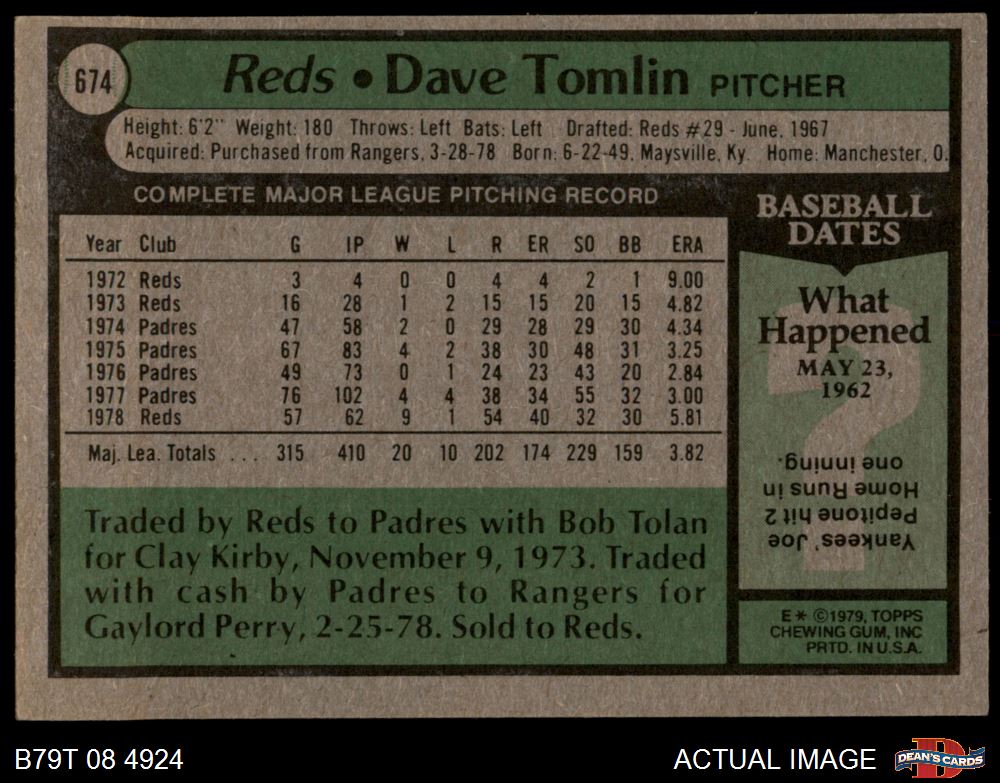 674
Reds • Dave Tomlin PITCHER
Height: 6'2" Weight: 180 Throws: Left Bats: Left Drafted: Reds #29 - June, 1967
Acquired: Purchased from Rangers, 3-28-78 Born: 6-22-49, Maysville, Ky. Home: Manchester, O.
COMPLETE MAJOR LEAGUE PITCHING RECORD
Year Club G IP W L R ER SO BB ERA
1972 Reds 3 4 0 0 4 4 2 1 9.00
1973 Reds 16 28 1 2 15 15 20 15 4.82
1974 Padres 47 58 2 0 29 28 29 30 4.34
1975 Padres 67 83 4 2 38 30 48 31 3.25
1976 Padres 49 73 0 1 24 23 43 20 2.84
1977 Padres 76 102 4 4 38 34 55 32 3.00
1978 Reds 57 62 9 1 54 40 32 30 5.81
Maj. Lea. Totals ... 315 410 20 10 202 174 229 159 3.82
Traded by Reds to Padres with Bob Tolan
for Clay Kirby, November 9, 1973. Traded
with cash by Padres to Rangers for
Gaylord Perry, 2-25-78. Sold to Reds.
BASEBALL
DATES
What
Happened
MAY 23,
1962
Yankees' Joe
Pepitone hit 2
Home Runs in
one inning.
E* ©1979, TOPPS
CHEWING GUM, INC
PRTD. IN U.S.A.
B79T 08 4924
ACTUAL IMAGE
D
DEAN'S CARDS